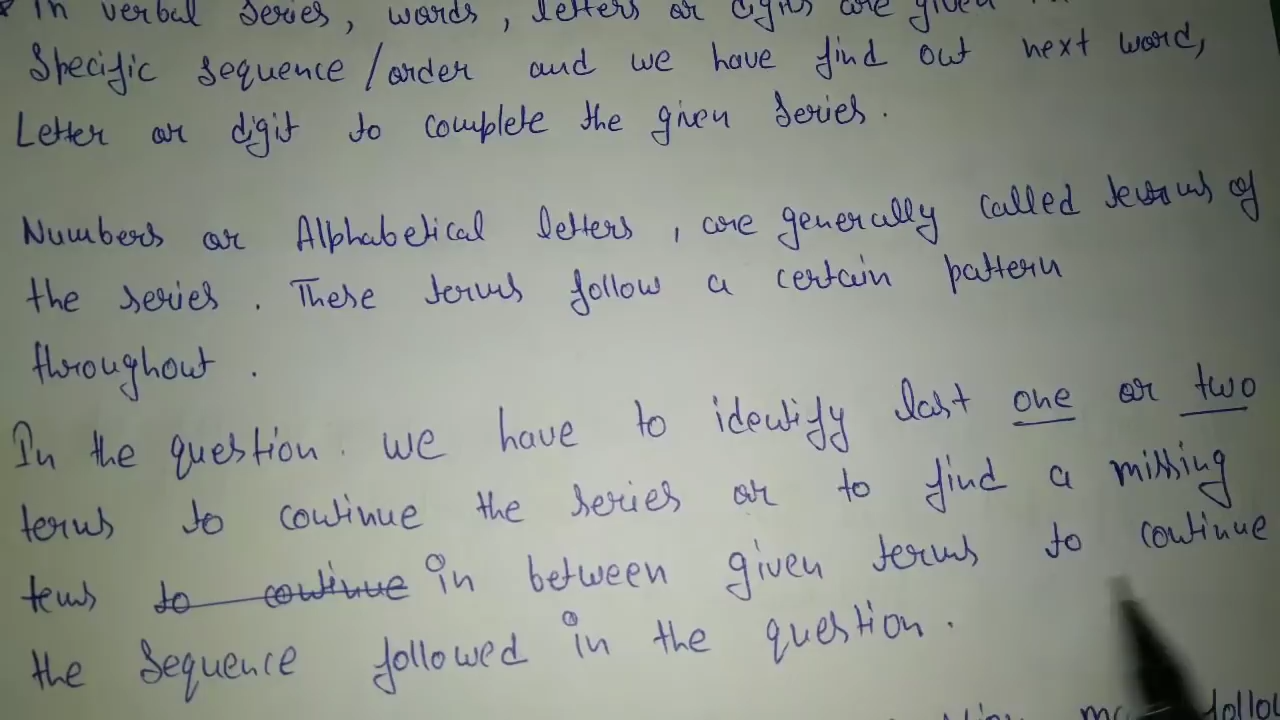 In verbal series, words, letters or digits are given in
Specific sequence/order and we have find out next word,
Letter or digit to complete the given series.
Numbers or Alphabetical letters, are generally called terms of
the series. These terms follow a certain pattern
throughout.
In the question. we have to identify last one or two
terms to continue the series or to find a missing
tems to continue in between given terms to continue
the sequence followed in the question.
follo